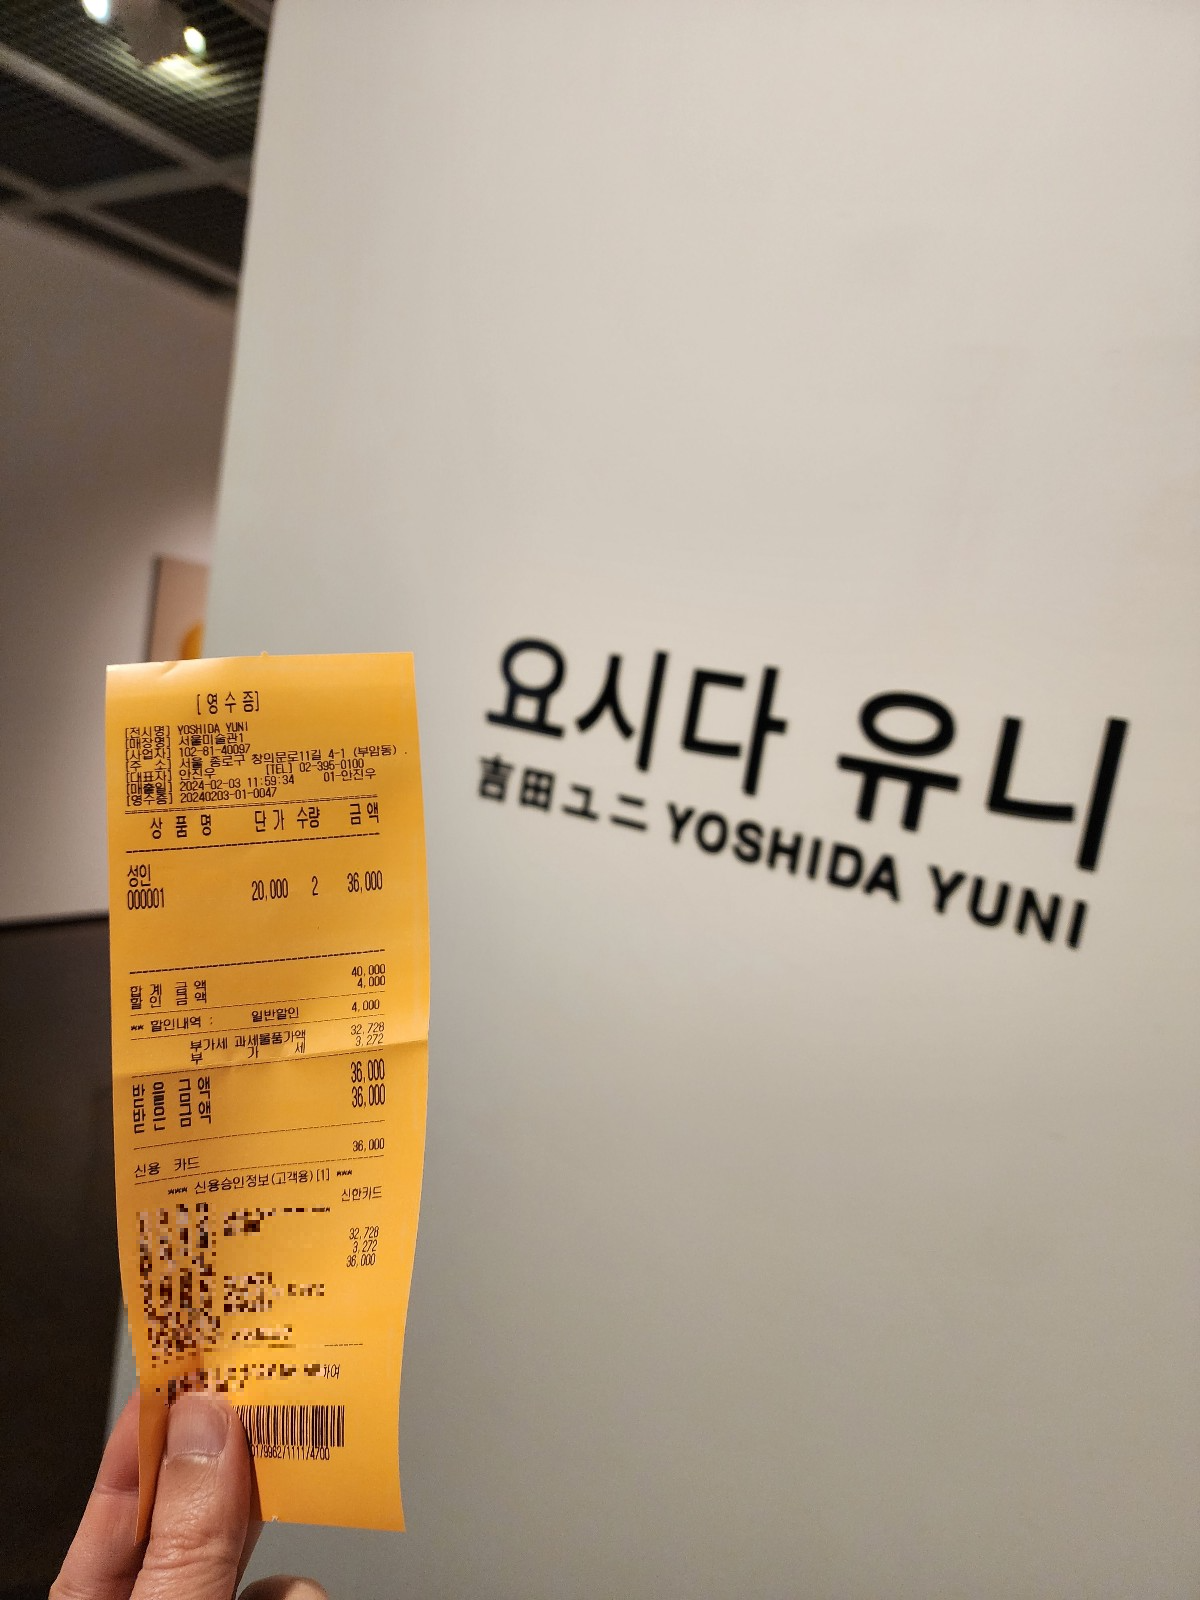 [ 영 수 증]
[전시명] YOSHIDA YUNI
[매장명] 서울미술관1
[사업자] 102-81-40097
[주 소] 서울 종로구 창의문로11길 4-1 (부암동) .
[대표자] 안진우 [TEL] 02-395-0100
[매출일] 2024-02-03 11:59:34 01-안진우
[영수증] 20240203-01-0047
상 품 명 단 가 수량 금 액
성인
000001 20,000 2 36,000
합 계 금 액 40,000
할 인 금 액 4,000
** 할인내역 : 일반할인 4,000
부가세 과세물품가액 32,728
부 가 세 3,272
받 을 금 액 36,000
받 은 금 액 36,000
신용 카드 36,000
*** 신용승인정보(고객용)[1] ***
신한카드
32,728
3,272
36,000
하여
01/9962/1111/4700
요시다 유니
吉田ユニ YOSHIDA YUNI